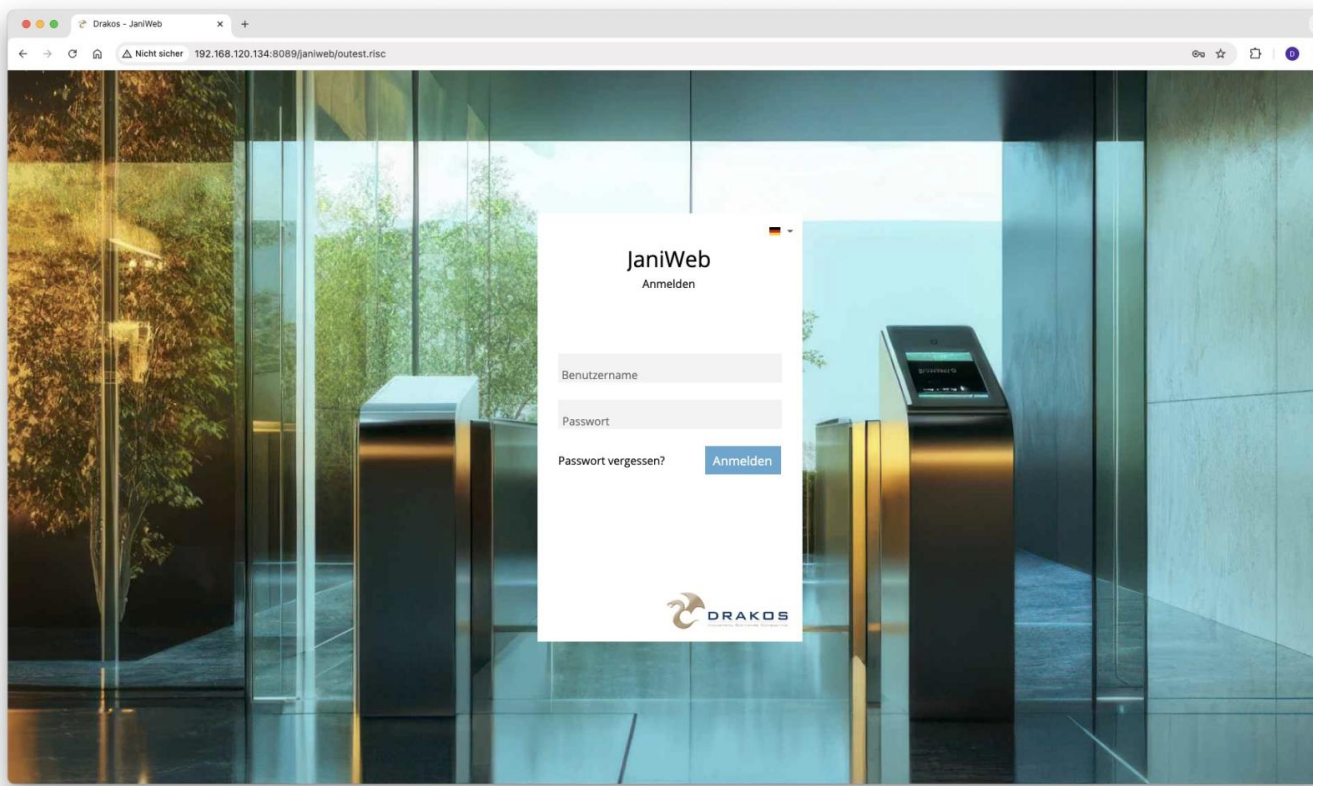 Drakos - JaniWeb
Nicht sicher 192.168.120.134:8089/janiweb/outest.risc
D
JaniWeb
Anmelden
Benutzername
Passwort
Passwort vergessen? Anmelden
DRAKOS